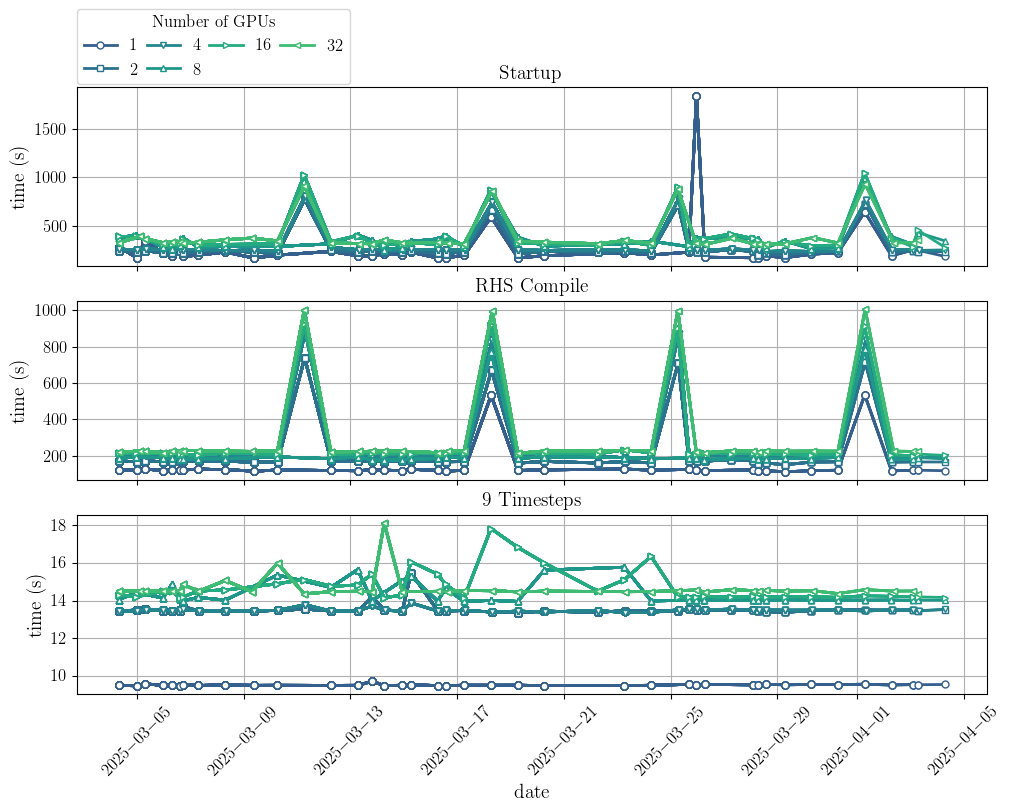 Number of GPUs
1 4 16 32
2 8
Startup
time (s)
1500
1000
500
RHS Compile
time (s)
1000
800
600
400
200
9 Timesteps
time (s)
18
16
14
12
10
2025−03−05 2025−03−09 2025−03−13 2025−03−17 2025−03−21 2025−03−25 2025−03−29 2025−04−01 2025−04−05
date